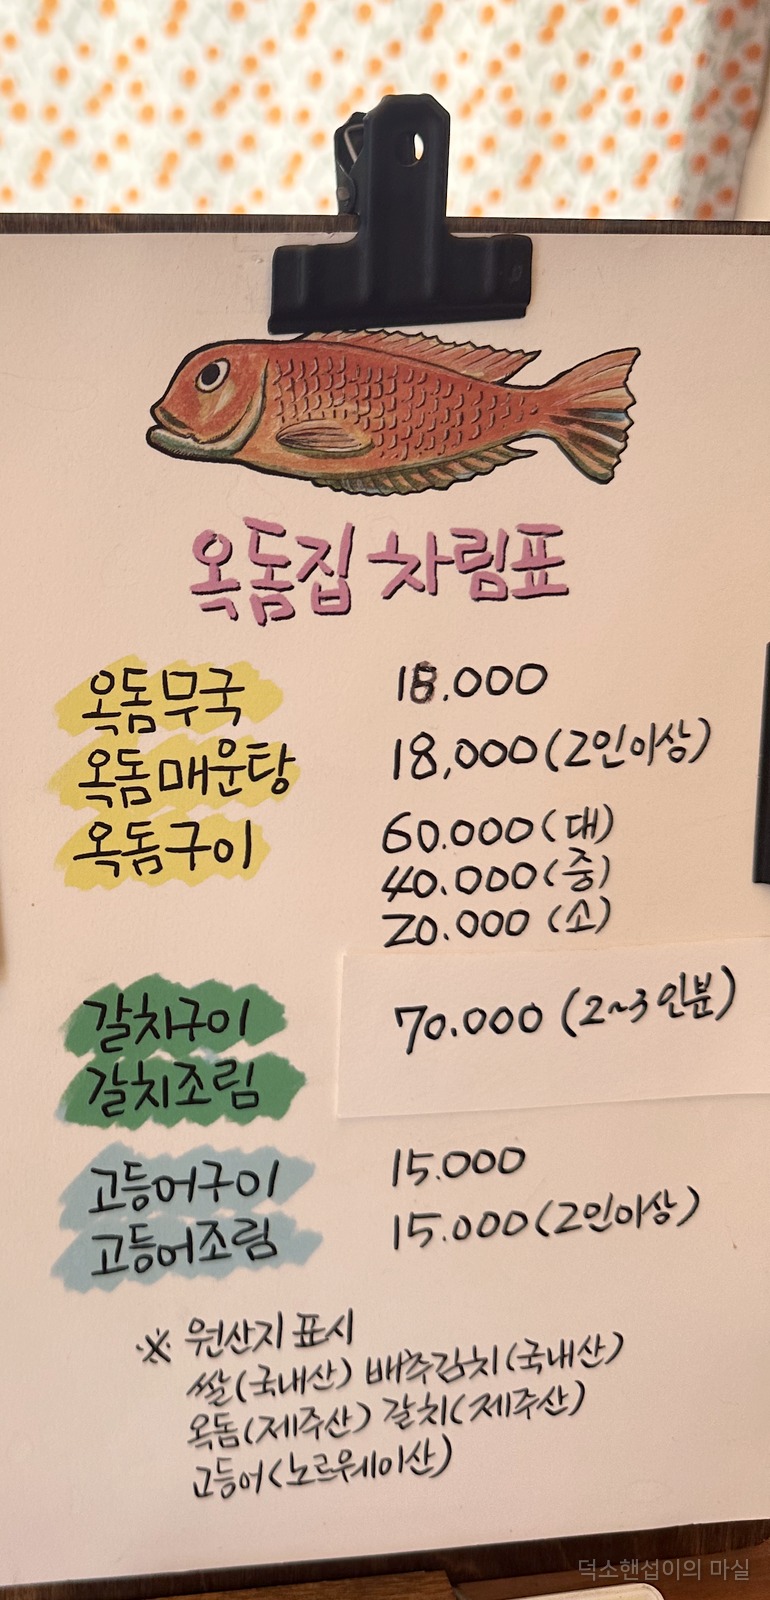 옥돔집 차림표
옥돔무국 18.000
옥돔매운탕 18,000(2인이상)
옥돔구이 60.000(대)
40.000(중)
20.000(소)
갈치구이 70.000(2~3인분)
갈치조림
고등어구이 15.000
고등어조림 15.000(2인이상)
※ 원산지 표시
쌀(국내산) 배추김치(국내산)
옥돔(제주산) 갈치(제주산)
고등어(노르웨이산)
덕소핸섭이의 마실